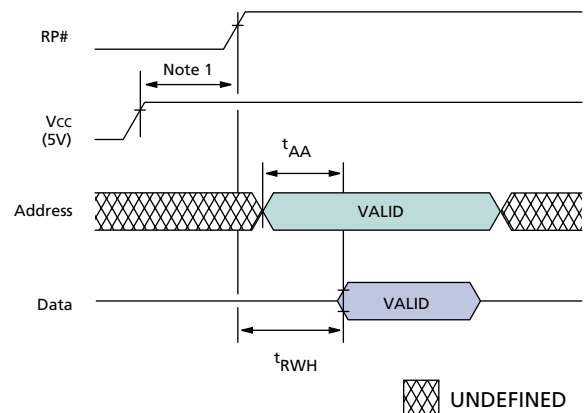 RP#
Note 1
Vcc
(5V)
tAA
Address
VALID
Data
VALID
tRWH
UNDEFINED